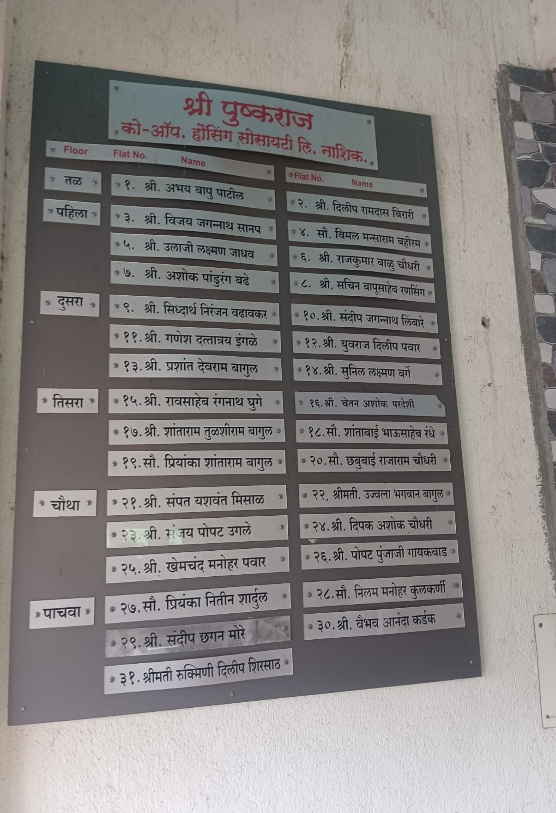 श्री पुष्कराज
को-ऑप. हौसिंग सोसायटी लि. नाशिक.
Floor Flat No. Name Flat No. Name
तळ १. श्री. अभय बापु पाटील २. श्री. दिलीप रामदास बिरारी
पहिला ३. श्री. विजय जगन्नाथ सानप ४. सौ. विमल मन्साराम बहीरम
५. श्री. उलाजी लक्ष्मण जाधव ६. श्री. राजकुमार बाळु चौधरी
७. श्री. अशोक पांडुरंग बढे ८. श्री. सचिन बापूसाहेब रणसिंग
दुसरा ९. श्री. सिध्दार्थ निरंजन वढावकर १०. श्री. संदीप जगन्नाथ लिंबारे
११. श्री. गणेश दत्तात्रय इंगळे १२. श्री. युवराज दिलीप पवार
१३. श्री. प्रशांत देवराम बागुल १४. श्री. सुनिल लक्ष्मण वर्गे
तिसरा १५. श्री. रावसाहेब रंगनाथ घुगे १६. श्री. चेतन अशोक परदेशी
१७. श्री. शांताराम तुळशीराम बागुल १८. सौ. शांताबाई भाऊसाहेब रंधे
१९. सौ. प्रियांका शांताराम बागुल २०. सौ. छबुबाई राजाराम चौधरी
चौथा २१. श्री. संपत यशवंत मिसाळ २२. श्रीमती. उज्वला भगवान बागुल
२३. श्री. संजय पोपट उगले २४. श्री. दिपक अशोक चौधरी
२५. श्री. खेमचंद मनोहर पवार २६. श्री. पोपट पुंजाजी गायकवाड
पाचवा २७. सौ. प्रियंका नितीन शार्दुल २८. सौ. निलम मनोहर कुलकर्णी
२९. श्री. संदीप छगन मोरे ३०. श्री. वैभव आनंदा कर्डक
३१. श्रीमती रुक्मिणी दिलीप शिरसाठ